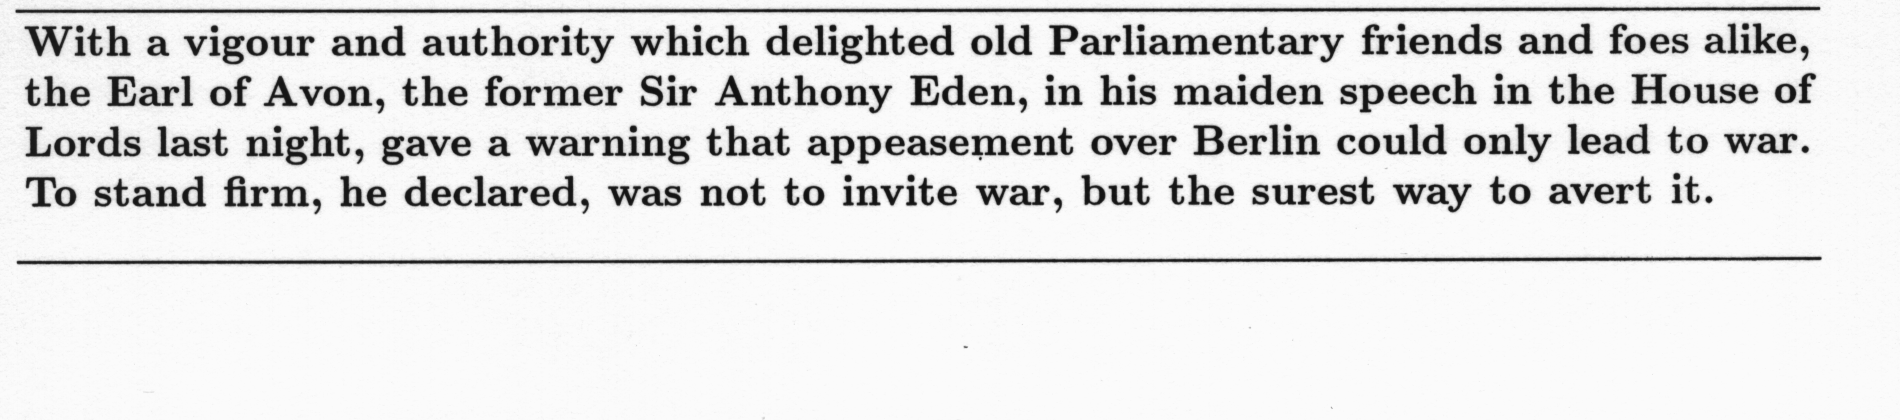 With a vigour and authority which delighted old Parliamentary friends and foes alike,
the Earl of Avon, the former Sir Anthony Eden, in his maiden speech in the House of
Lords last night, gave a warning that appeasement over Berlin could only lead to war.
To stand firm, he declared, was not to invite war, but the surest way to avert it.